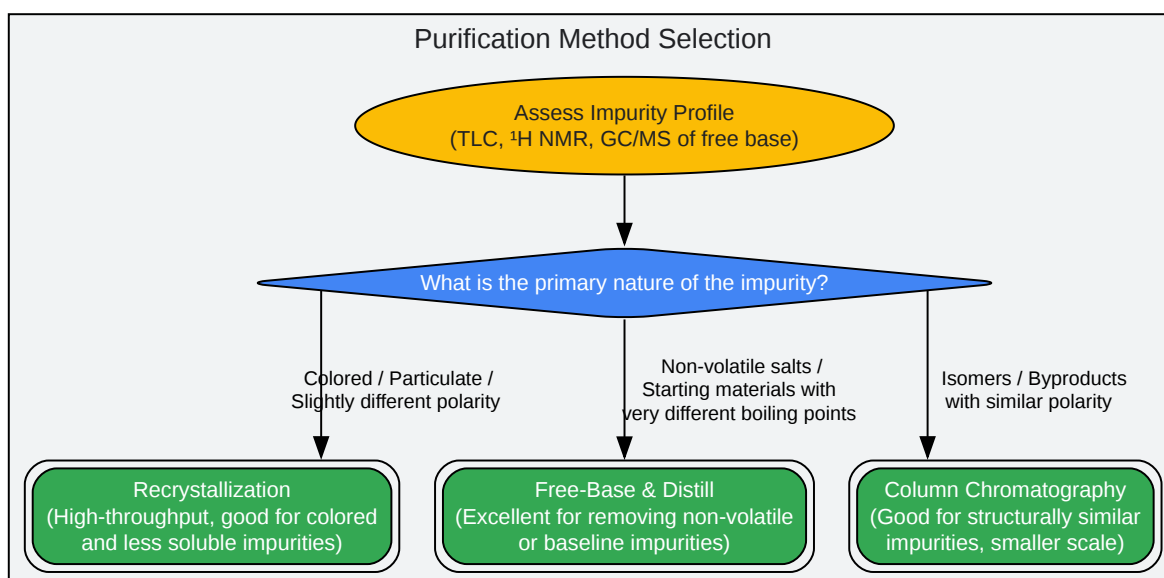 Purification Method Selection
Assess Impurity Profile
(TLC, ¹H NMR, GC/MS of free base)
What is the primary nature of the impurity?
Colored / Particulate /
Slightly different polarity
Non-volatile salts /
Starting materials with
very different boiling points
Isomers / Byproducts
with similar polarity
Recrystallization
(High-throughput, good for colored
and less soluble impurities)
Free-Base & Distill
(Excellent for removing non-volatile
or baseline impurities)
Column Chromatography
(Good for structurally similar
impurities, smaller scale)